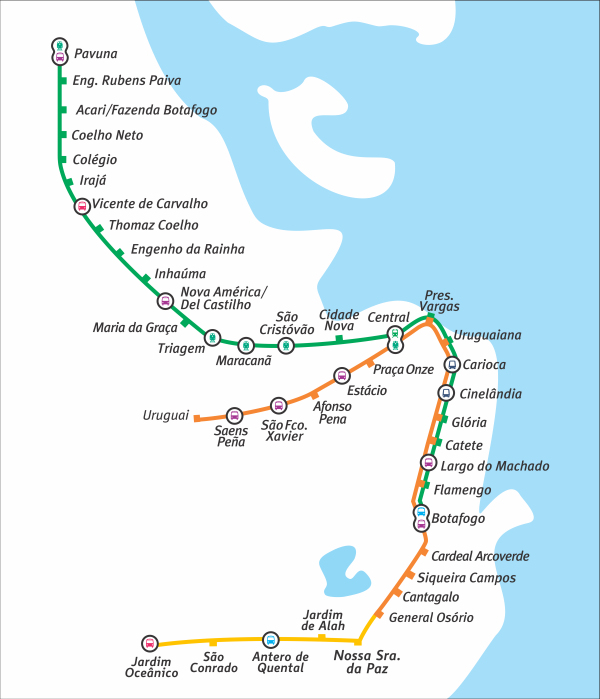 Pavuna
Eng. Rubens Paiva
Acari/Fazenda Botafogo
Coelho Neto
Colégio
Irajá
Vicente de Carvalho
Thomaz Coelho
Engenho da Rainha
Inhaúma
Nova América/
Del Castilho
Maria da Graça
Triagem
Maracanã
São
Cristóvão
Cidade
Nova
Central
Pres.
Vargas
Uruguaiana
Carioca
Praça Onze
Estácio
Cinelândia
Afonso
Pena
São Fco.
Xavier
Saens
Peña
Uruguai
Glória
Catete
Largo do Machado
Flamengo
Botafogo
Cardeal Arcoverde
Siqueira Campos
Cantagalo
General Osório
Nossa Sra.
da Paz
Jardim
de Alah
Antero de
Quental
São
Conrado
Jardim
Oceânico